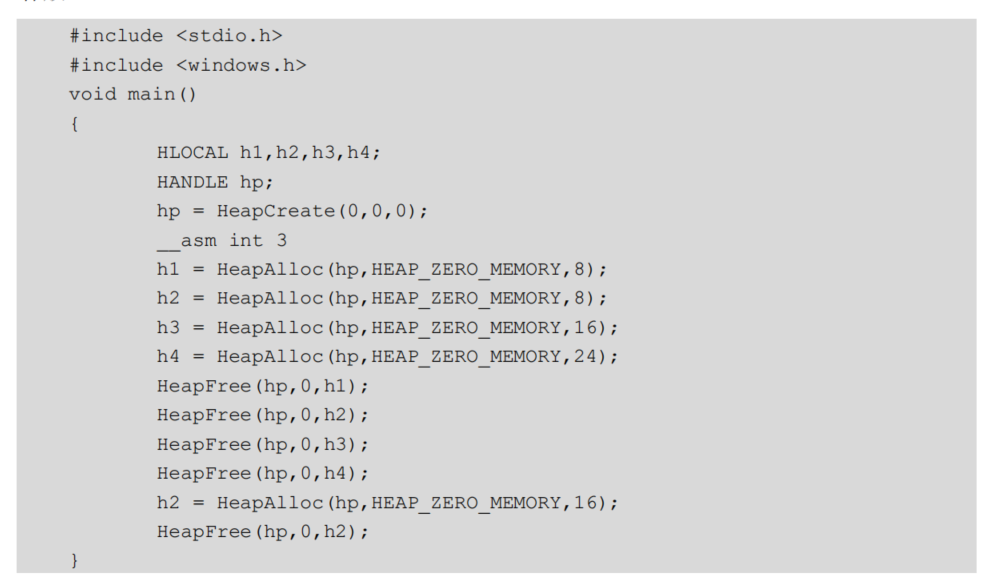 #include <stdio.h>
#include <windows.h>
void main()
{
HLOCAL h1,h2,h3,h4;
HANDLE hp;
hp = HeapCreate(0,0,0);
__asm int 3
h1 = HeapAlloc(hp,HEAP_ZERO_MEMORY,8);
h2 = HeapAlloc(hp,HEAP_ZERO_MEMORY,8);
h3 = HeapAlloc(hp,HEAP_ZERO_MEMORY,16);
h4 = HeapAlloc(hp,HEAP_ZERO_MEMORY,24);
HeapFree(hp,0,h1);
HeapFree(hp,0,h2);
HeapFree(hp,0,h3);
HeapFree(hp,0,h4);
h2 = HeapAlloc(hp,HEAP_ZERO_MEMORY,16);
HeapFree(hp,0,h2);
}